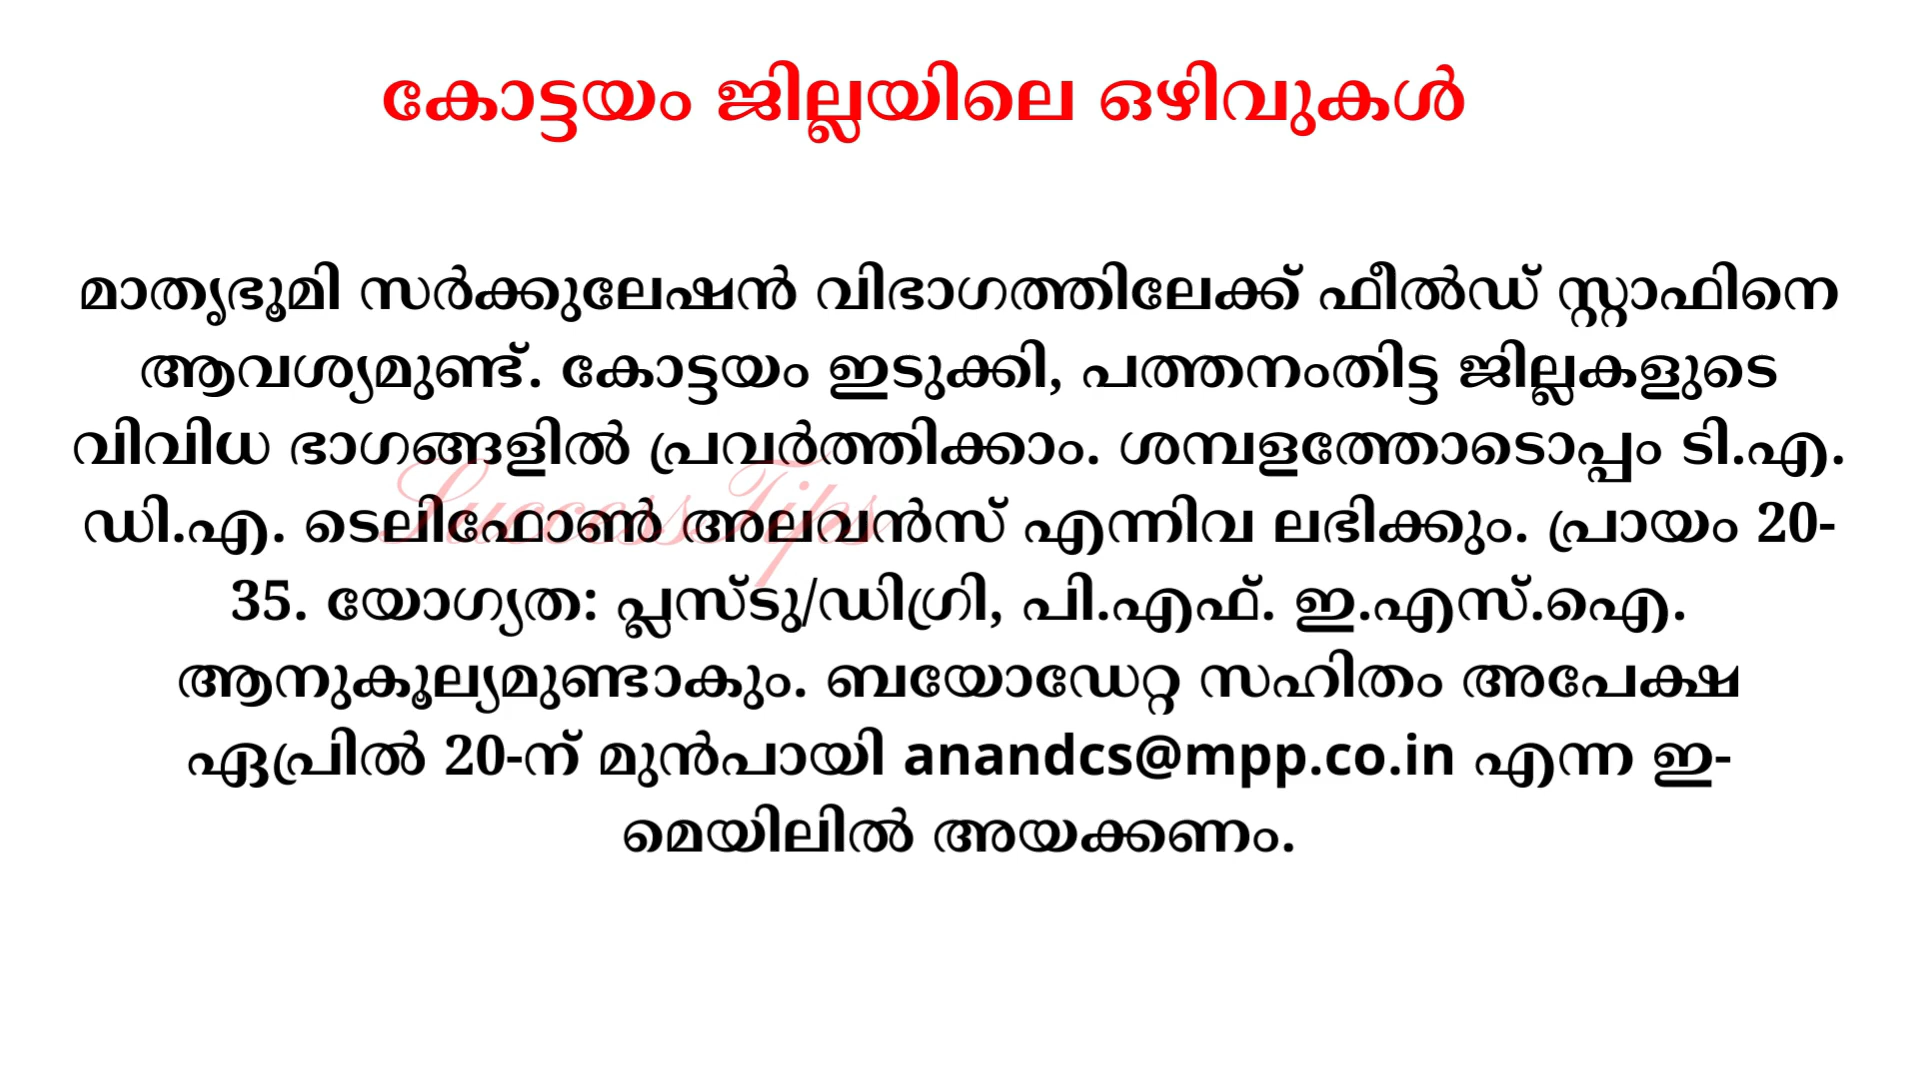 കോട്ടയം ജില്ലയിലെ ഒഴിവുകൾ
മാതൃഭൂമി സർക്കുലേഷൻ വിഭാഗത്തിലേക്ക് ഫീൽഡ് സ്റ്റാഫിനെ
ആവശ്യമുണ്ട്. കോട്ടയം ഇടുക്കി, പത്തനംതിട്ട ജില്ലകളുടെ
വിവിധ ഭാഗങ്ങളിൽ പ്രവർത്തിക്കാം. ശമ്പളത്തോടൊപ്പം ടി.എ.
ഡി.എ. ടെലിഫോൺ അലവൻസ് എന്നിവ ലഭിക്കും. പ്രായം 20-
35. യോഗ്യത: പ്ലസ്ടു/ഡിഗ്രി, പി.എഫ്. ഇ.എസ്.ഐ.
ആനുകൂല്യമുണ്ടാകും. ബയോഡേറ്റ സഹിതം അപേക്ഷ
ഏപ്രിൽ 20-ന് മുൻപായി anandcs@mpp.co.in എന്ന ഇ-
മെയിലിൽ അയക്കണം.
Success Tips